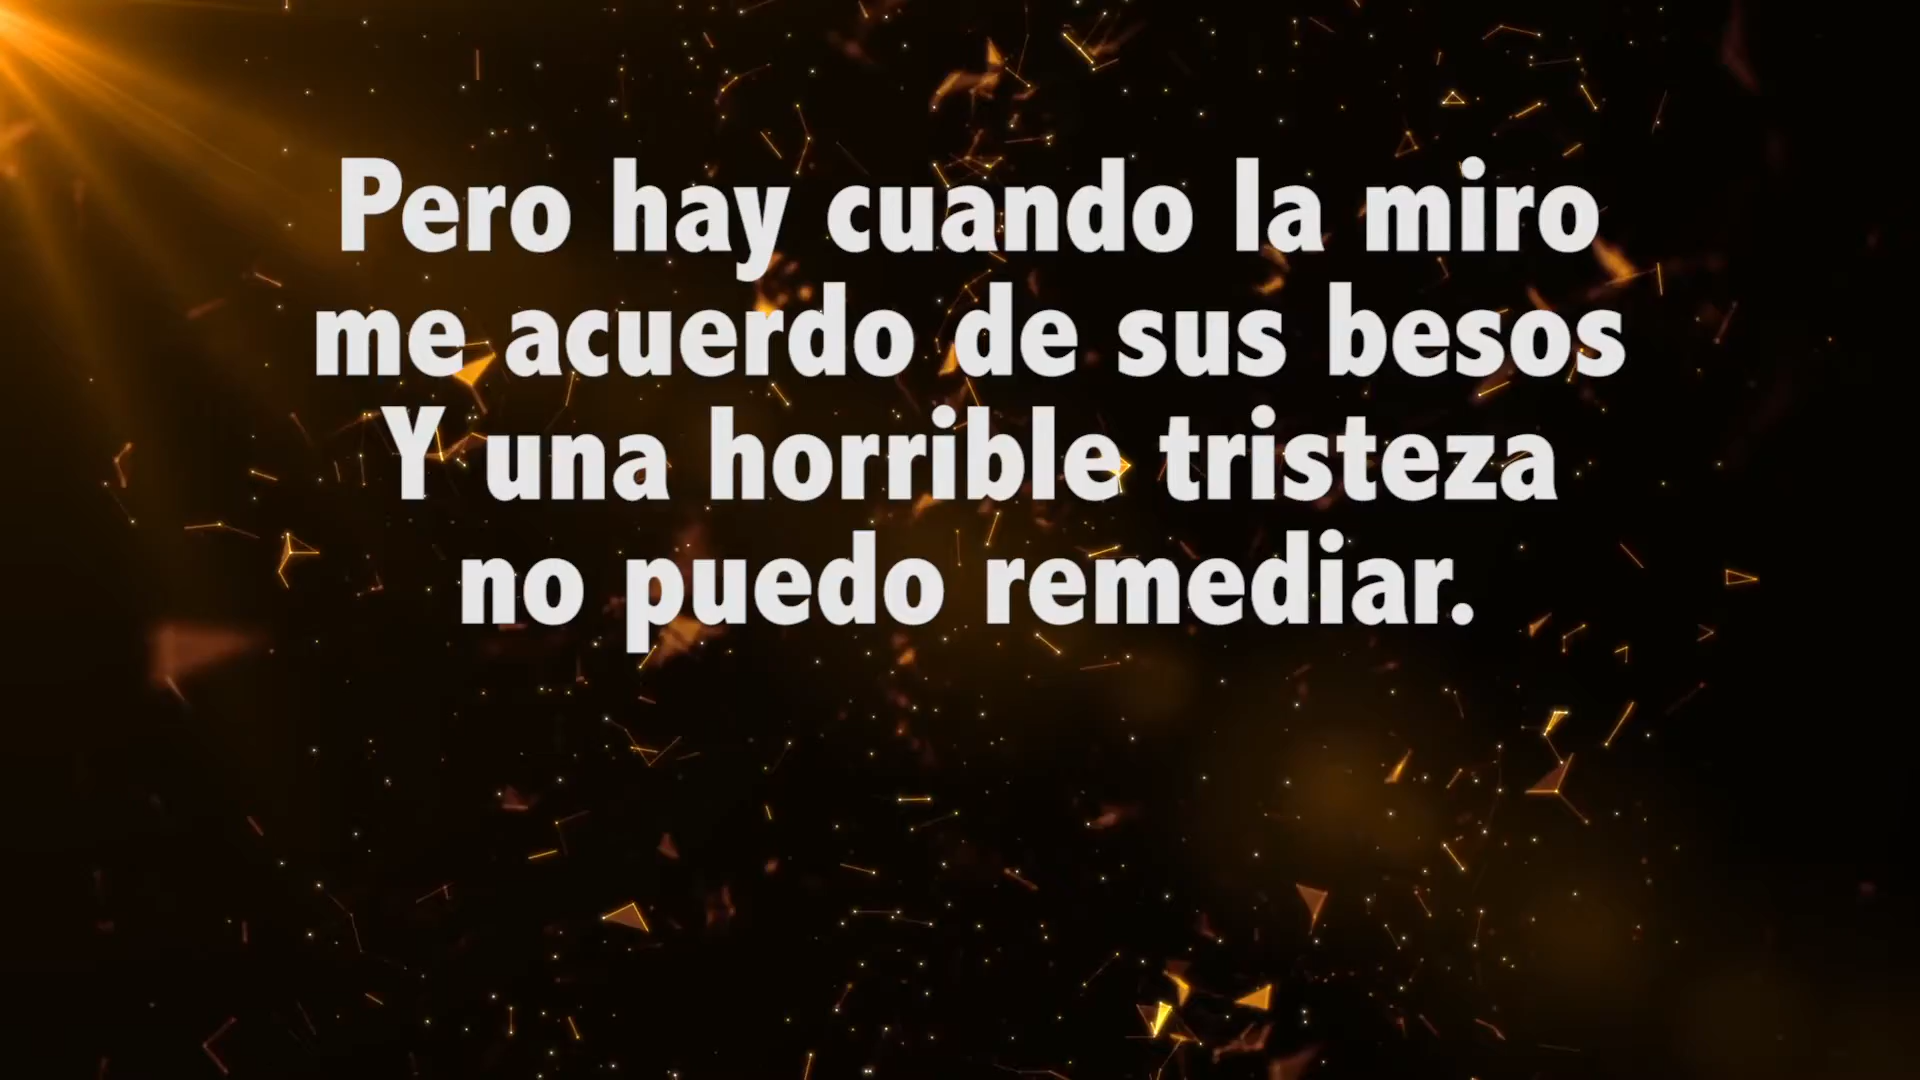 Pero hay cuando la miro
me acuerdo de sus besos
Y una horrible tristeza
no puedo remediar.